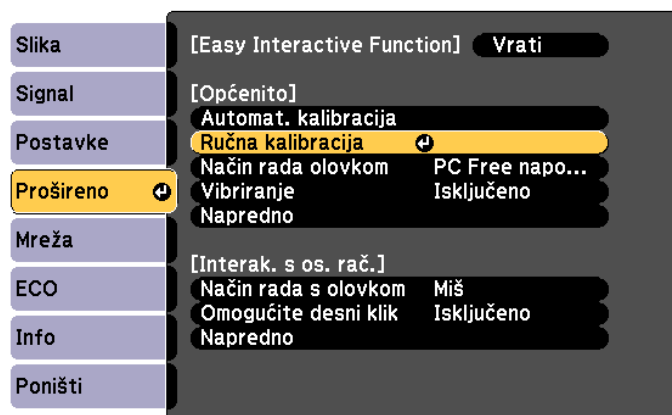 Slika
Signal
Postavke
Prošireno
Mreža
ECO
Info
Poništi
[Easy Interactive Function] Vrati
[Općenito]
Automat. kalibracija
Ručna kalibracija
Način rada olovkom PC Free napo...
Vibriranje Isključeno
Napredno
[Interak. s os. rač.]
Način rada s olovkom Miš
Omogućite desni klik Isključeno
Napredno